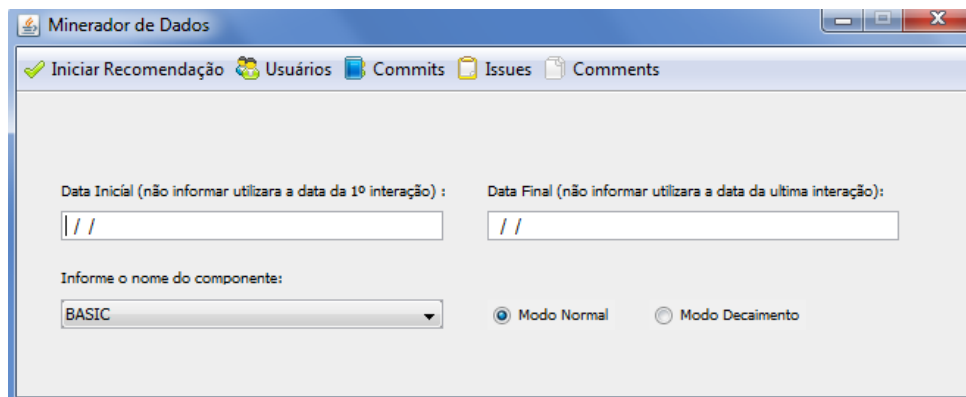 Minerador de Dados
Iniciar Recomendação Usuários Commits Issues Comments
Data Inicíal (não informar utilizara a data da 1º interação) : Data Final (não informar utilizara a data da ultima interação):
/ / / /
Informe o nome do componente:
BASIC Modo Normal Modo Decaimento